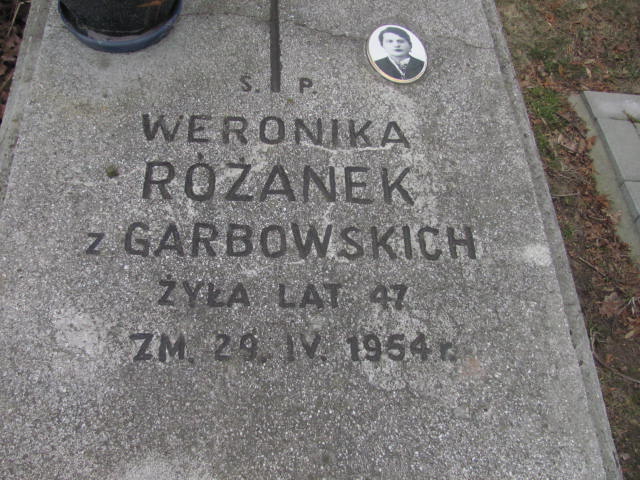 Ś. P.
WERONIKA
RÓŻANEK
z GARBOWSKICH
ŻYŁA LAT 47
ZM. 29. IV. 1954 r.